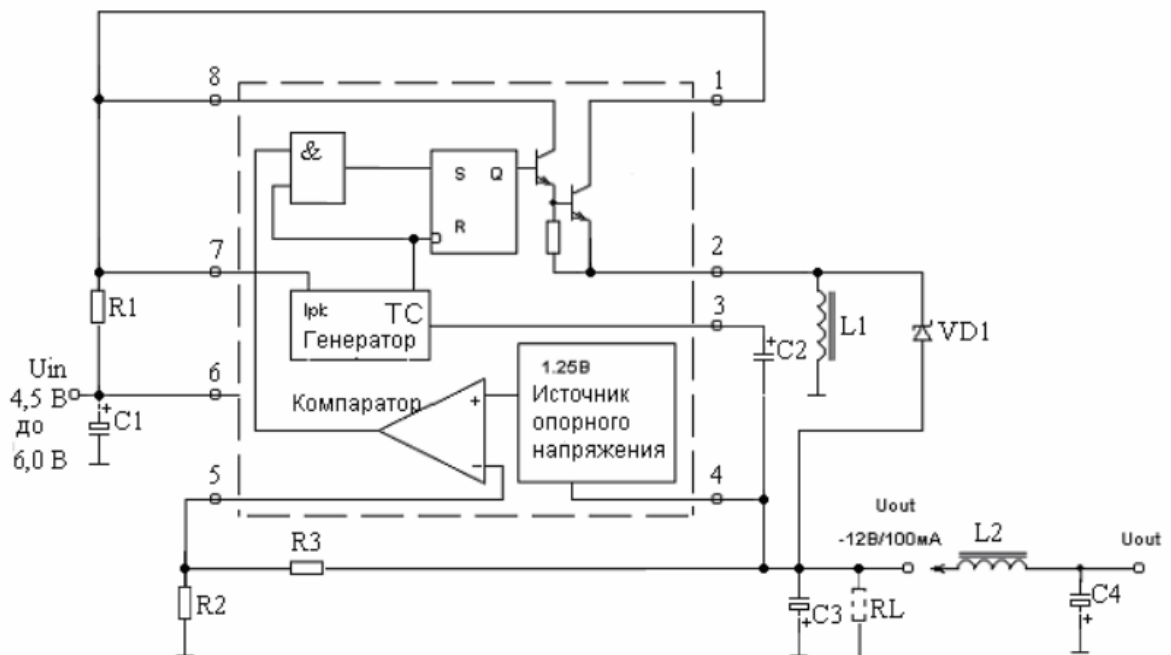 8
1
&
S Q
R
7
2
Ipk TC
Генератор
3
R1
L1
VD1
C2
Uin
4,5 В
до
6,0 В
6
+
C1
Компаратор
+
−
1.25В
Источник
опорного
напряжения
+
5
4
Uout
-12В/100мА
L2
Uout
R3
R2
C3
+
RL
C4
+